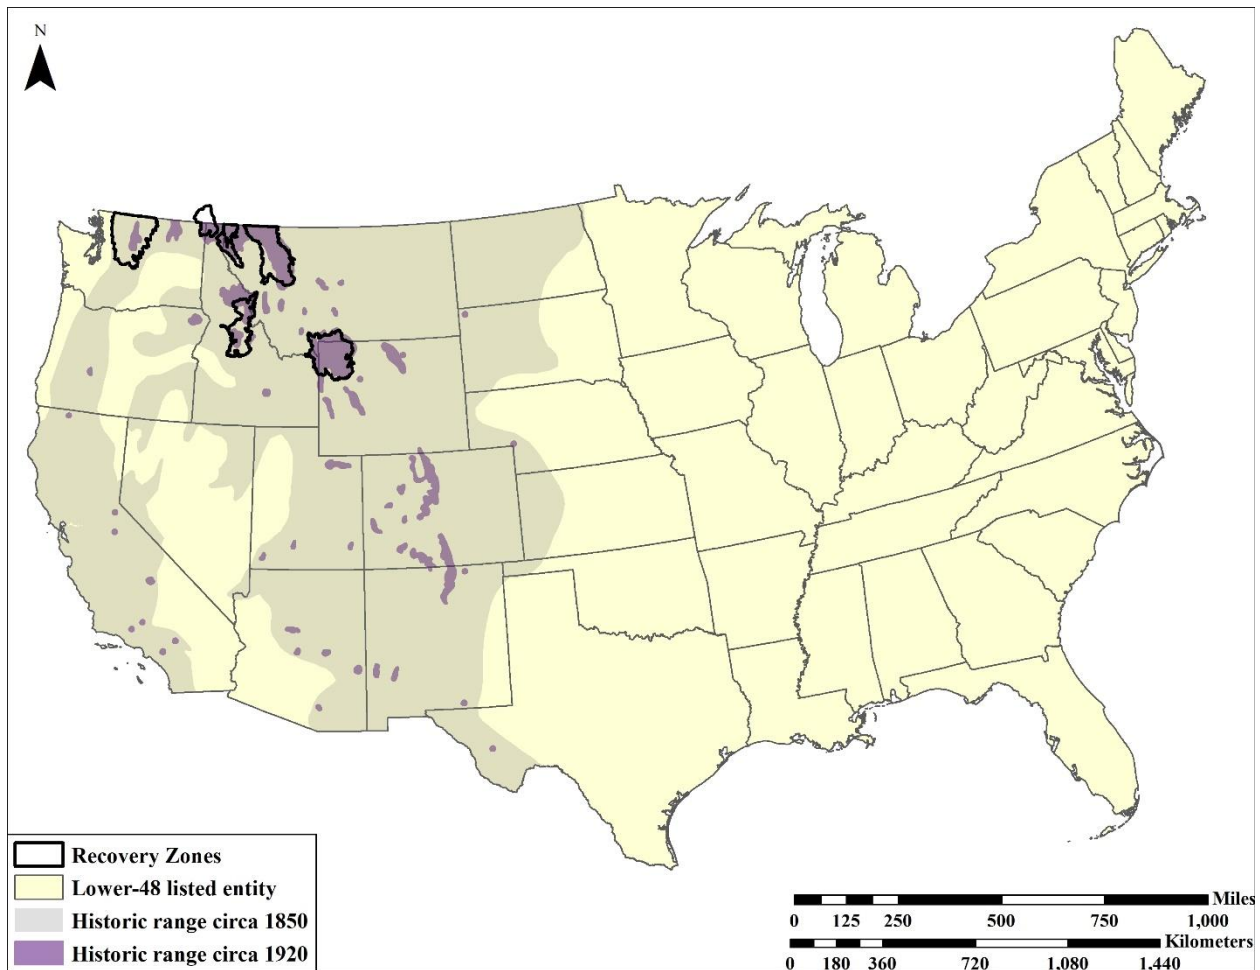 N
Recovery Zones
Lower-48 listed entity
Historic range circa 1850
Historic range circa 1920
Miles
0 125 250 500 750 1,000
Kilometers
0 180 360 720 1,080 1,440